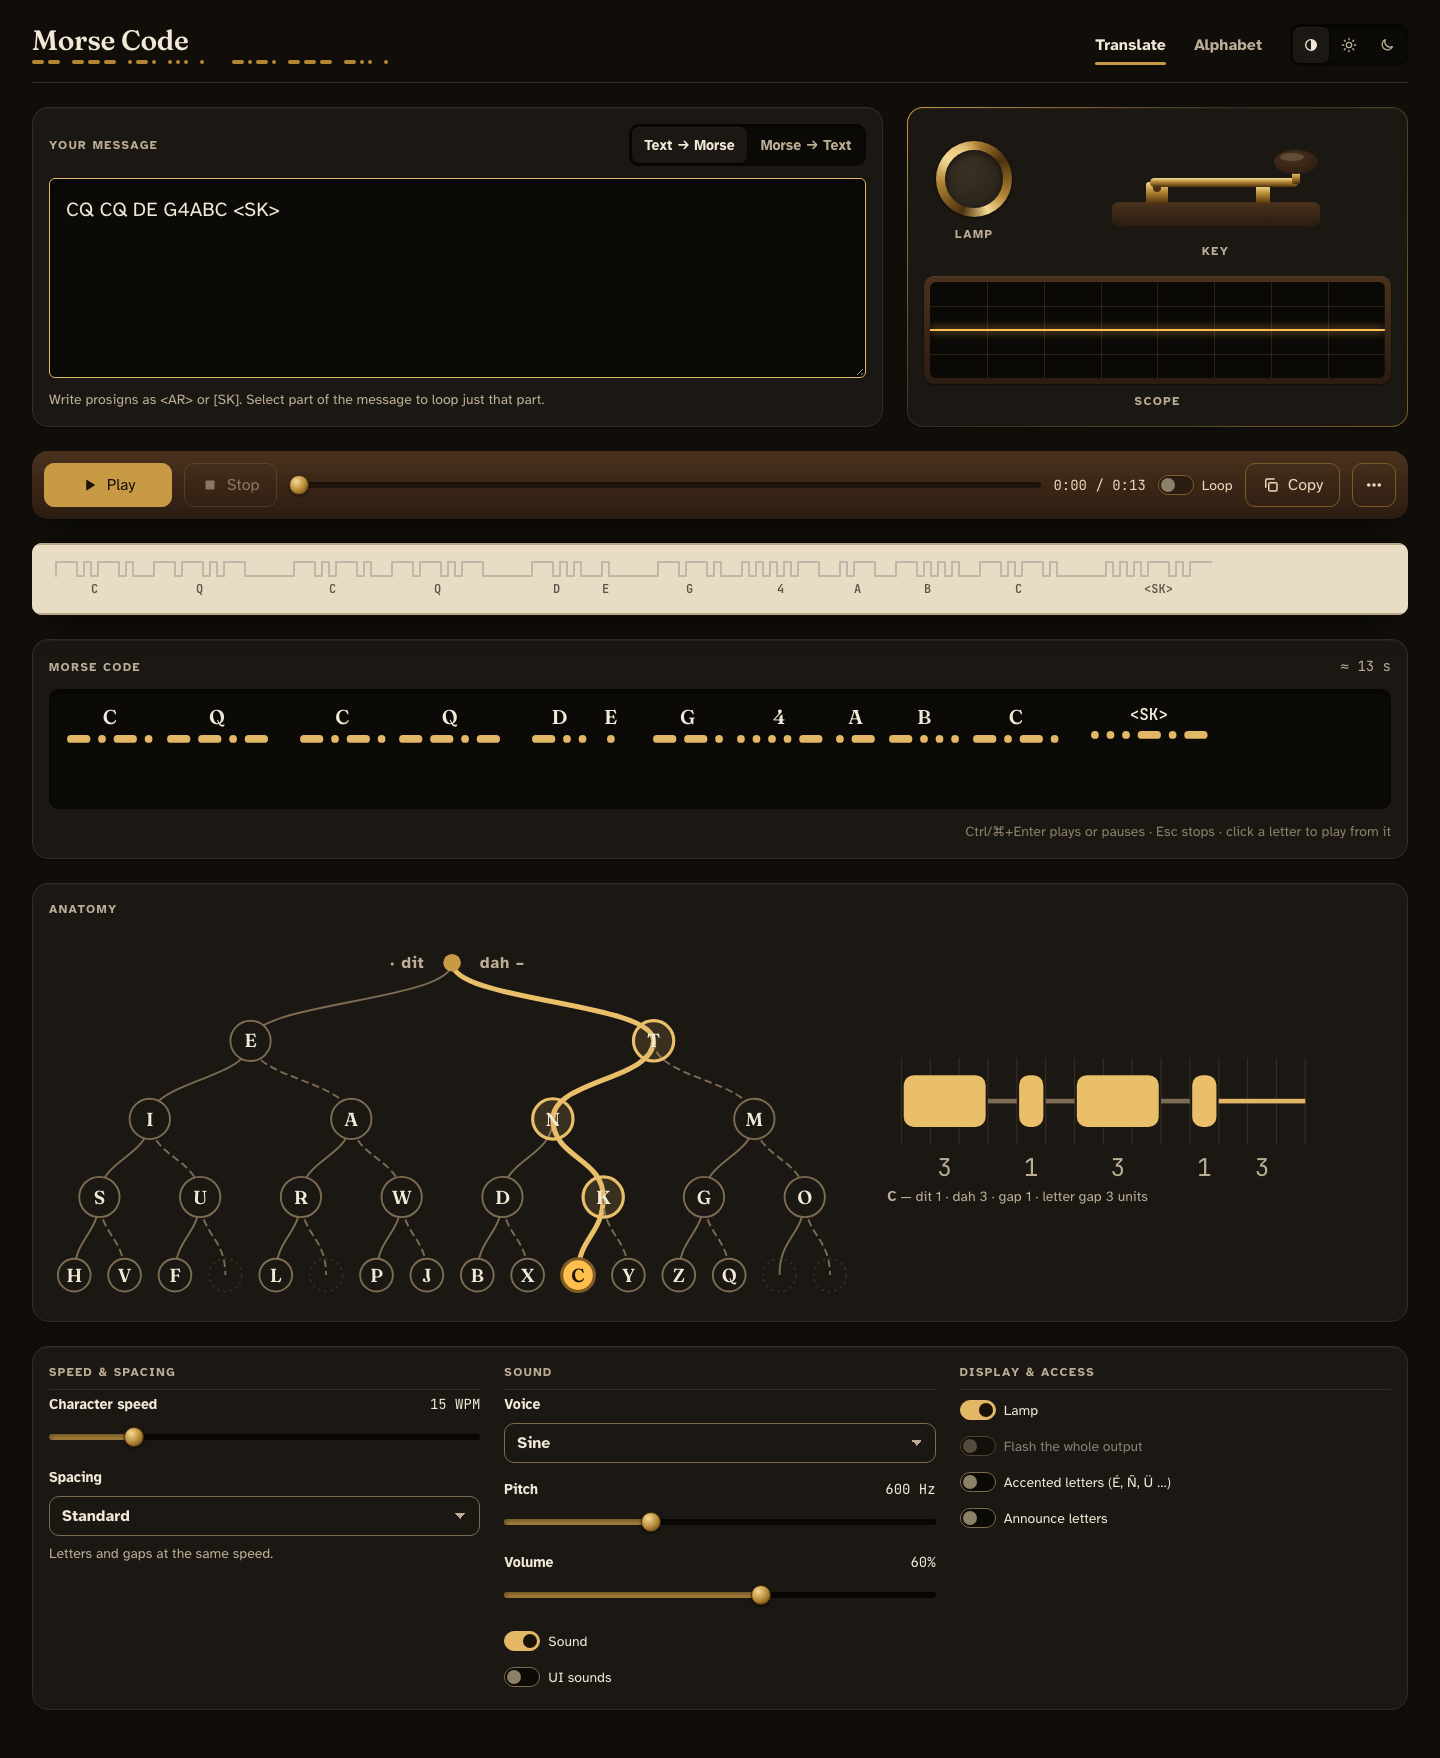 Morse Code
Translate Alphabet
YOUR MESSAGE
Text → Morse Morse → Text
CQ CQ DE G4ABC <SK>
Write prosigns as <AR> or [SK]. Select part of the message to loop just that part.
LAMP
KEY
SCOPE
Play Stop 0:00 / 0:13 Loop Copy
C Q C Q D E G 4 A B C <SK>
MORSE CODE ≈ 13 s
C Q C Q D E G 4 A B C <SK>
Ctrl/⌘+Enter plays or pauses · Esc stops · click a letter to play from it
ANATOMY
· dit dah –
E T
I A N M
S U R W D K G O
H V F L P J B X C Y Z Q
3 1 3 1 3
C — dit 1 · dah 3 · gap 1 · letter gap 3 units
SPEED & SPACING
Character speed 15 WPM
Spacing
Standard
Letters and gaps at the same speed.
SOUND
Voice
Sine
Pitch 600 Hz
Volume 60%
Sound
UI sounds
DISPLAY & ACCESS
Lamp
Flash the whole output
Accented letters (É, Ñ, Ü …)
Announce letters